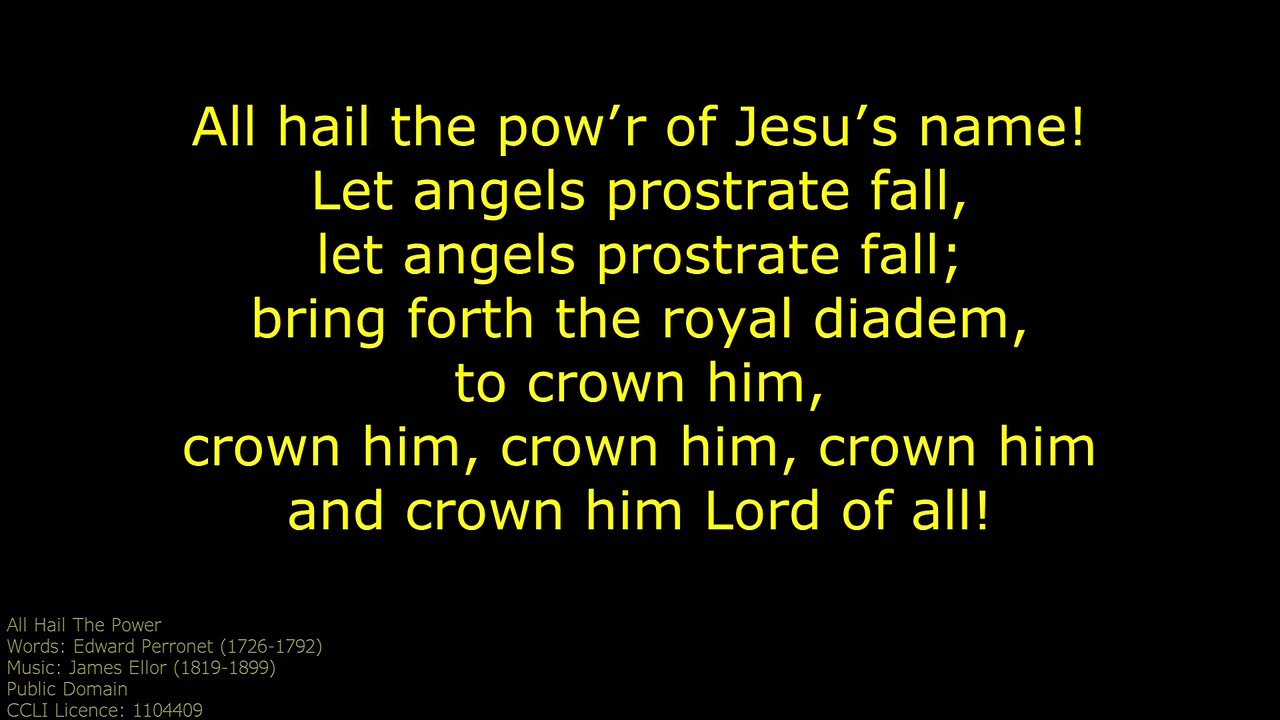 All hail the pow’r of Jesu’s name!
Let angels prostrate fall,
let angels prostrate fall;
bring forth the royal diadem,
to crown him,
crown him, crown him, crown him
and crown him Lord of all!
All Hail The Power
Words: Edward Perronet (1726-1792)
Music: James Ellor (1819-1899)
Public Domain
CCLI Licence: 1104409